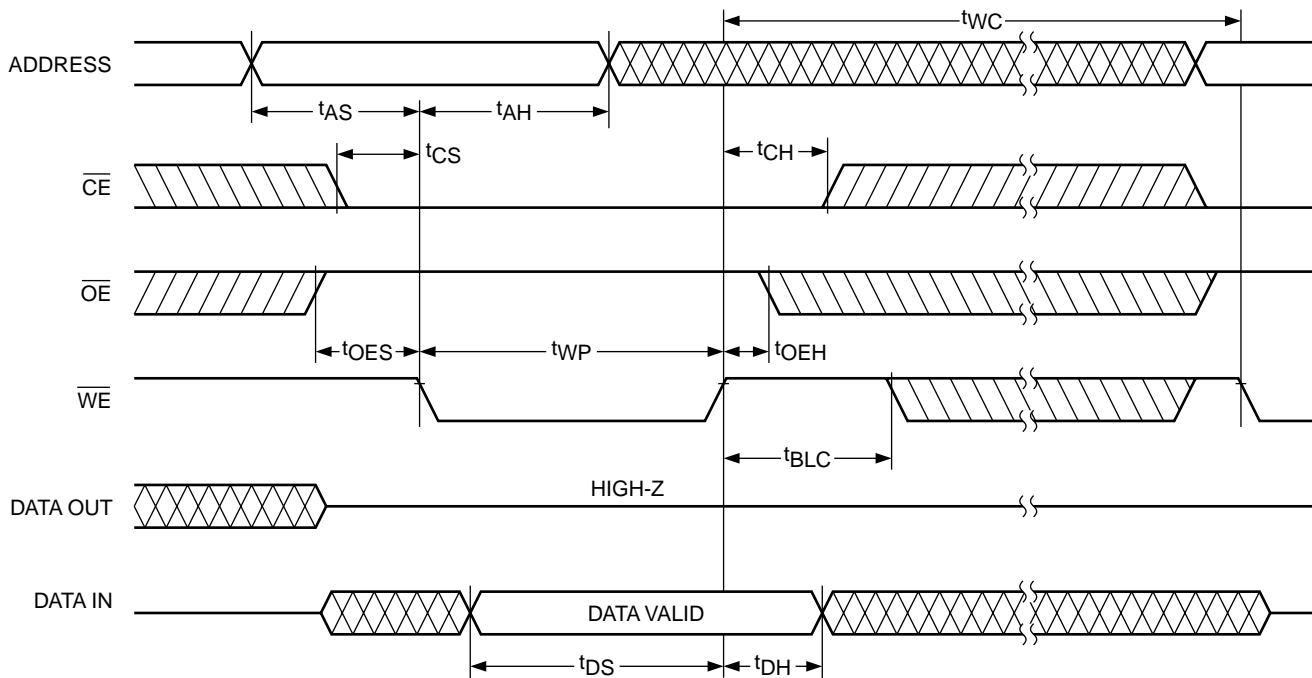 tWC
ADDRESS
tAS
tAH
tCS
tCH
CE
OE
tOES
tWP
tOEH
WE
tBLC
HIGH-Z
DATA OUT
DATA IN
DATA VALID
tDS
tDH